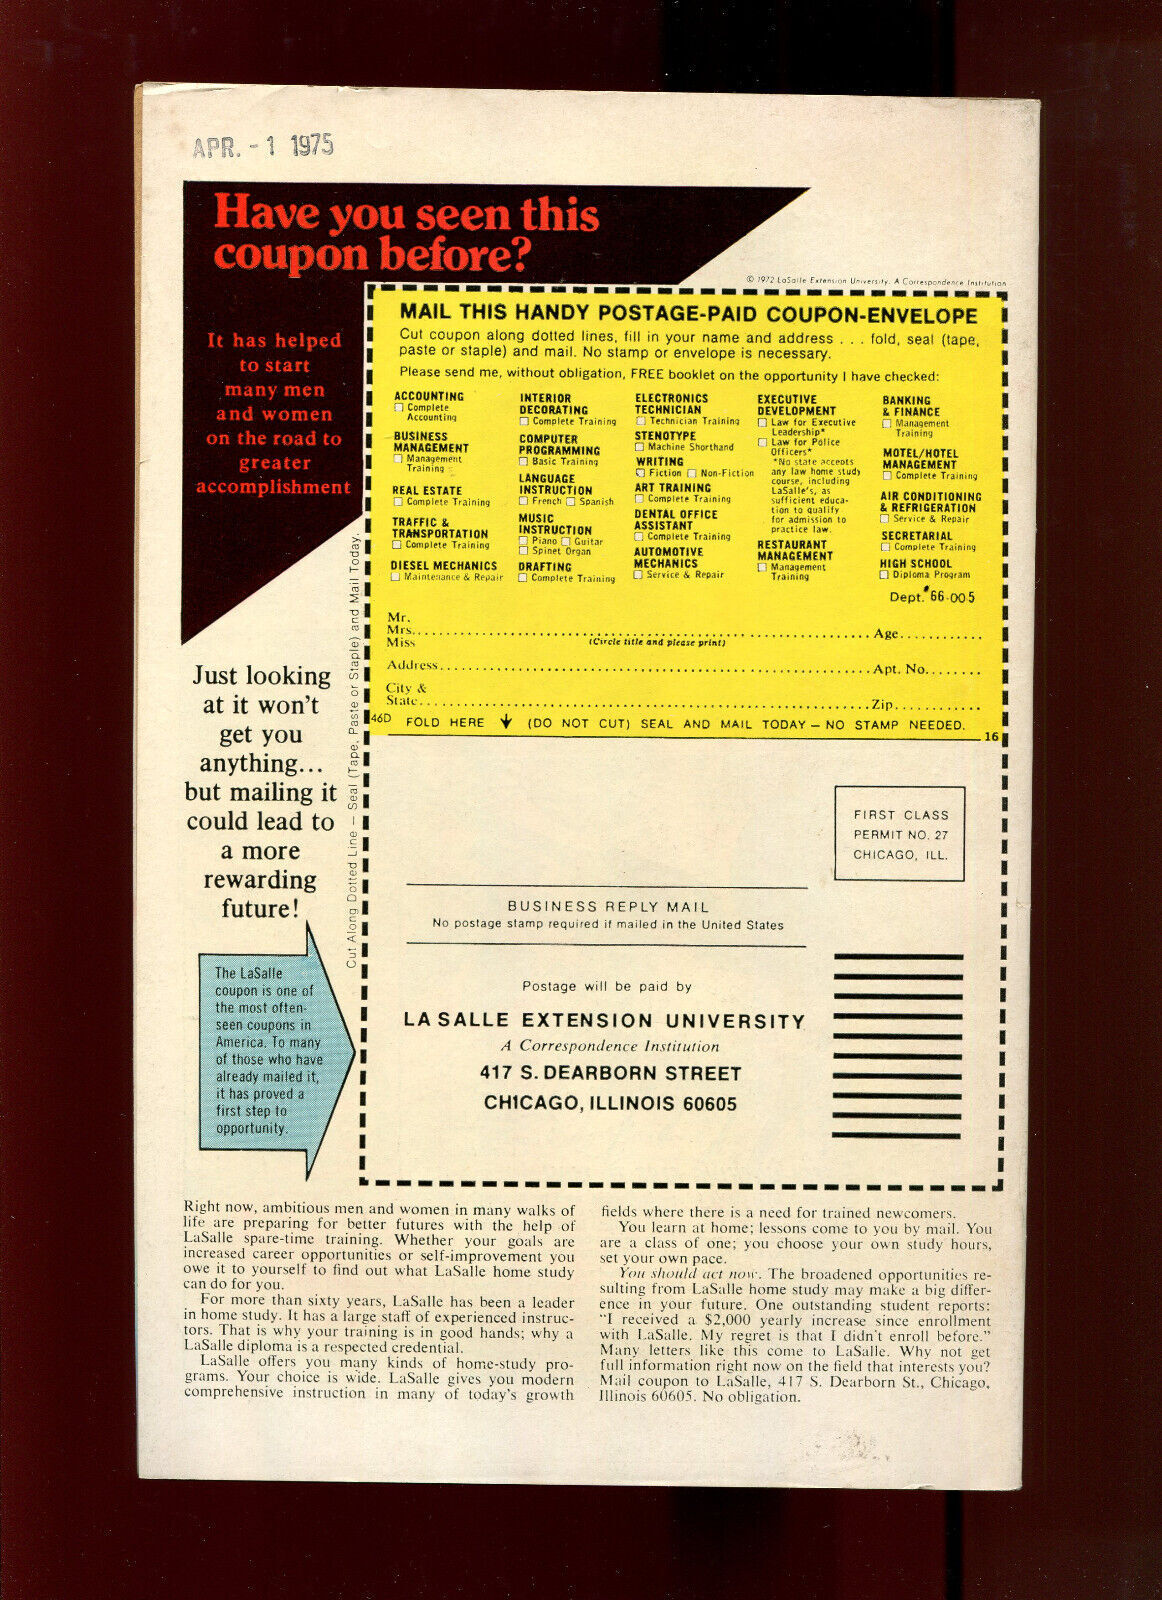 APR. - 1 1975
Have you seen this
coupon before?
It has helped
to start
many men
and women
on the road to
greater
accomplishment
© 1972 LaSalle Extension University. A Correspondence Institution
MAIL THIS HANDY POSTAGE-PAID COUPON-ENVELOPE
Cut coupon along dotted lines, fill in your name and address . . . fold, seal (tape,
paste or staple) and mail. No stamp or envelope is necessary.
Please send me, without obligation, FREE booklet on the opportunity I have checked:
ACCOUNTING
Complete
Accounting
BUSINESS
MANAGEMENT
Management
Training
REAL ESTATE
Complete Training
TRAFFIC &
TRANSPORTATION
Complete Training
DIESEL MECHANICS
Maintenance & Repair
INTERIOR
DECORATING
Complete Training
COMPUTER
PROGRAMMING
Basic Training
LANGUAGE
INSTRUCTION
French Spanish
MUSIC
INSTRUCTION
Piano Guitar
Spinet Organ
DRAFTING
Complete Training
ELECTRONICS
TECHNICIAN
Technician Training
STENOTYPE
Machine Shorthand
WRITING
Fiction Non-Fiction
ART TRAINING
Complete Training
DENTAL OFFICE
ASSISTANT
Complete Training
AUTOMOTIVE
MECHANICS
Service & Repair
EXECUTIVE
DEVELOPMENT
Law for Executive
Leadership*
Law for Police
Officers*
*No state accepts
any law home study
course, including
LaSalle's, as
sufficient educa-
tion to qualify
for admission to
practice law.
RESTAURANT
MANAGEMENT
Management
Training
BANKING
& FINANCE
Management
Training
MOTEL/HOTEL
MANAGEMENT
Complete Training
AIR CONDITIONING
& REFRIGERATION
Service & Repair
SECRETARIAL
Complete Training
HIGH SCHOOL
Diploma Program
Dept. 66-005
Mr.
Mrs. Age
Miss (Circle title and please print)
Address Apt. No.
City &
State Zip
46D FOLD HERE (DO NOT CUT) SEAL AND MAIL TODAY – NO STAMP NEEDED.
16
Cut Along Dotted Line – Seal (Tape, Paste or Staple) and Mail Today.
Just looking
at it won't
get you
anything...
but mailing it
could lead to
a more
rewarding
future!
FIRST CLASS
PERMIT NO. 27
CHICAGO, ILL.
BUSINESS REPLY MAIL
No postage stamp required if mailed in the United States
Postage will be paid by
LA SALLE EXTENSION UNIVERSITY
A Correspondence Institution
417 S. DEARBORN STREET
CHICAGO, ILLINOIS 60605
The LaSalle
coupon is one of
the most often-
seen coupons in
America. To many
of those who have
already mailed it,
it has proved a
first step to
opportunity.
Right now, ambitious men and women in many walks of
life are preparing for better futures with the help of
LaSalle spare-time training. Whether your goals are
increased career opportunities or self-improvement you
owe it to yourself to find out what LaSalle home study
can do for you.
For more than sixty years, LaSalle has been a leader
in home study. It has a large staff of experienced instruc-
tors. That is why your training is in good hands; why a
LaSalle diploma is a respected credential.
LaSalle offers you many kinds of home-study pro-
grams. Your choice is wide. LaSalle gives you modern
comprehensive instruction in many of today's growth
fields where there is a need for trained newcomers.
You learn at home; lessons come to you by mail. You
are a class of one; you choose your own study hours,
set your own pace.
You should act now. The broadened opportunities re-
sulting from LaSalle home study may make a big differ-
ence in your future. One outstanding student reports:
"I received a $2,000 yearly increase since enrollment
with LaSalle. My regret is that I didn't enroll before."
Many letters like this come to LaSalle. Why not get
full information right now on the field that interests you?
Mail coupon to LaSalle, 417 S. Dearborn St., Chicago,
Illinois 60605. No obligation.